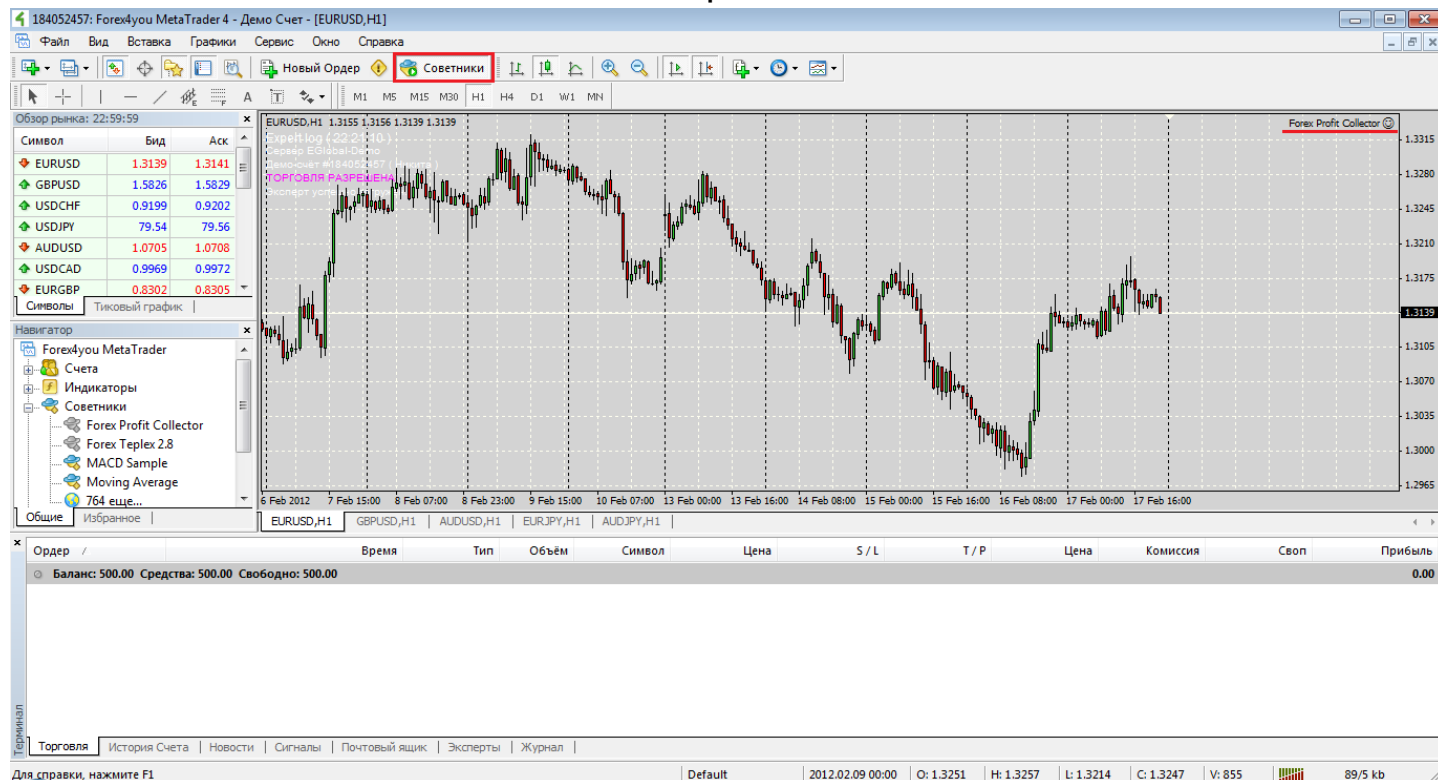 184052457: Forex4you MetaTrader 4 - Демо Счет - [EURUSD,H1]
Файл Вид Вставка Графики Сервис Окно Справка
Новый Ордер Советники
A T M1 M5 M15 M30 H1 H4 D1 W1 MN
Обзор рынка: 22:59:59
Символ Бид Аск
EURUSD 1.3139 1.3141
GBPUSD 1.5826 1.5829
USDCHF 0.9199 0.9202
USDJPY 79.54 79.56
AUDUSD 1.0705 1.0708
USDCAD 0.9969 0.9972
EURGBP 0.8302 0.8305
Символы Тиковый график
Навигатор
Forex4you MetaTrader
Счета
Индикаторы
Советники
Forex Profit Collector
Forex Teplex 2.8
MACD Sample
Moving Average
764 еще...
Общие Избранное
EURUSD,H1 1.3155 1.3156 1.3139 1.3139
Forex Profit Collector
Expert log ( 22:21:10 )
Сервер EGlobal-Demo
Демо-счёт #184052457 ( Никита )
ТОРГОВЛЯ РАЗРЕШЕНА
1.3315
1.3280
1.3245
1.3210
1.3175
1.3139
1.3105
1.3070
1.3035
1.3000
1.2965
6 Feb 2012 7 Feb 15:00 8 Feb 07:00 8 Feb 23:00 9 Feb 15:00 10 Feb 07:00 13 Feb 00:00 13 Feb 16:00 14 Feb 08:00 15 Feb 00:00 15 Feb 16:00 16 Feb 08:00 17 Feb 00:00 17 Feb 16:00
EURUSD,H1 GBPUSD,H1 AUDUSD,H1 EURJPY,H1 AUDJPY,H1
Ордер Время Тип Объём Символ Цена S / L T / P Цена Комиссия Своп Прибыль
Баланс: 500.00 Средства: 500.00 Свободно: 500.00 0.00
Терминал
Торговля История Счета Новости Сигналы Почтовый ящик Эксперты Журнал
Для справки, нажмите F1 Default 2012.02.09 00:00 O: 1.3251 H: 1.3257 L: 1.3214 C: 1.3247 V: 855 89/5 kb